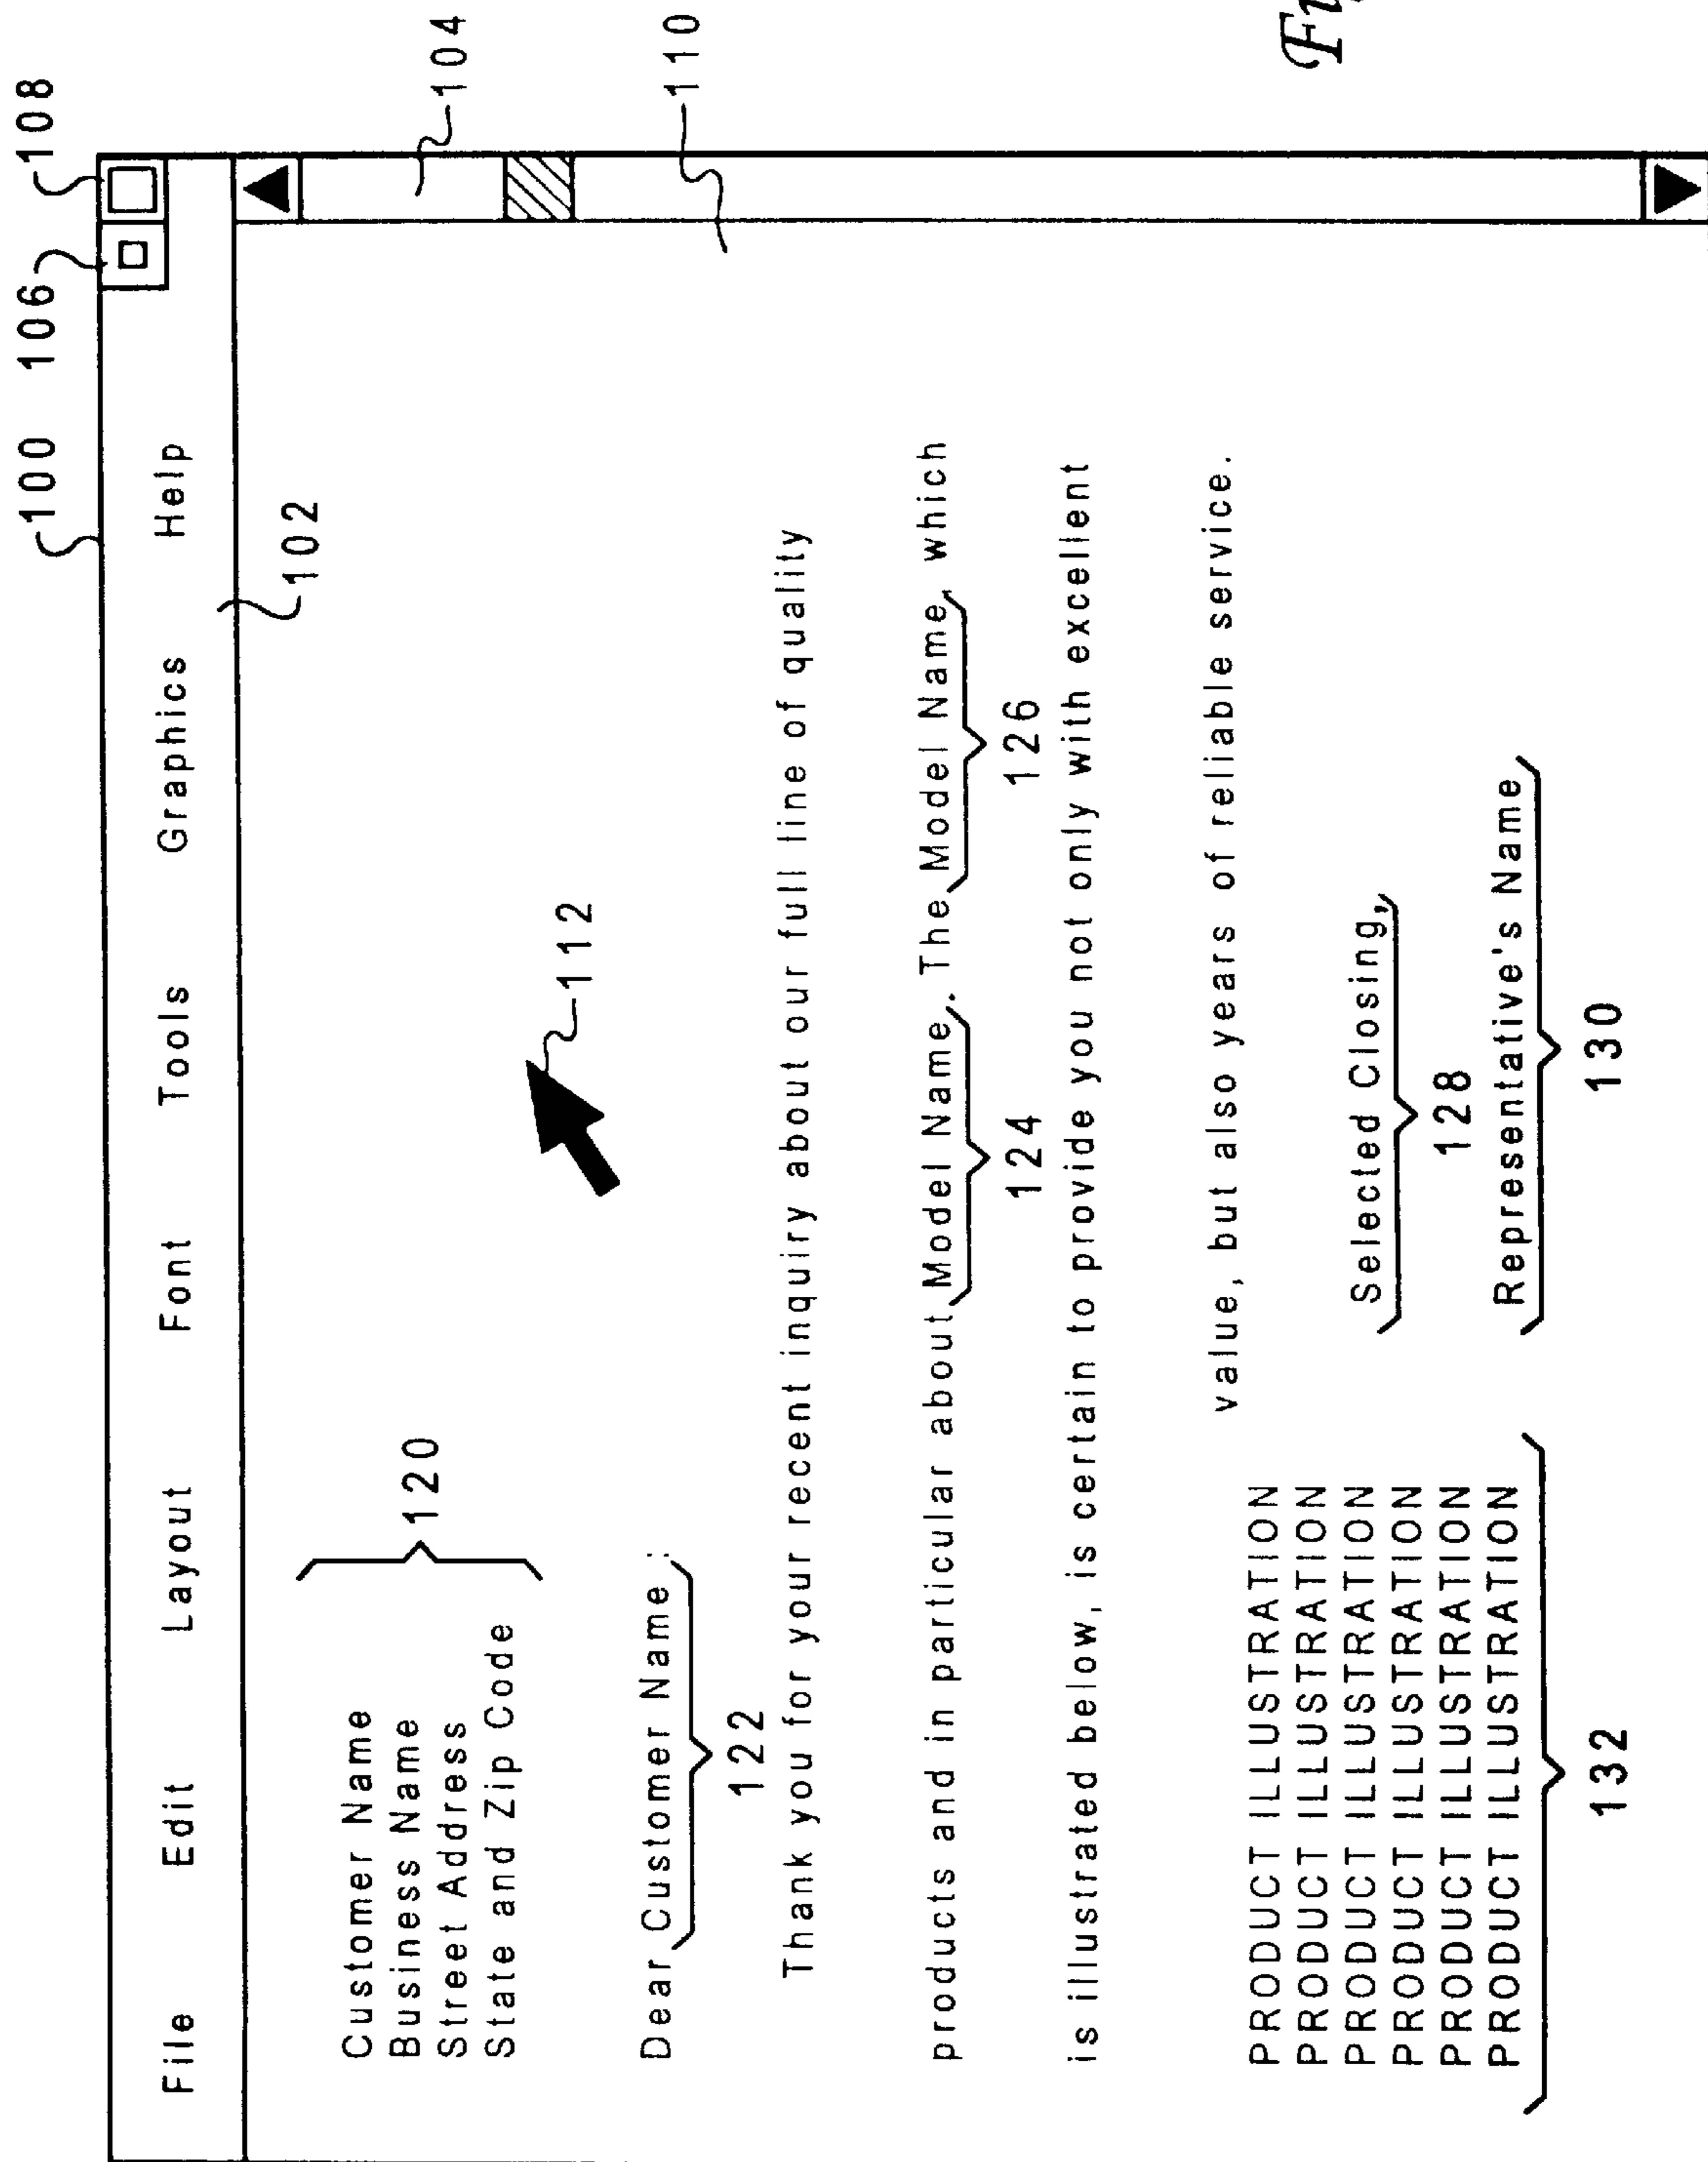 100 106 108
File Edit Layout Font Tools Graphics Help
102
104
Customer Name
Business Name
Street Address
State and Zip Code
120
110
112
Dear Customer Name :
122
Thank you for your recent inquiry about our full line of quality
products and in particular about Model Name. The Model Name, which
124 126
is illustrated below, is certain to provide you not only with excellent
value, but also years of reliable service.
PRODUCT ILLUSTRATION
PRODUCT ILLUSTRATION
PRODUCT ILLUSTRATION
PRODUCT ILLUSTRATION
PRODUCT ILLUSTRATION
PRODUCT ILLUSTRATION
132
Selected Closing,
128
Representative's Name
130